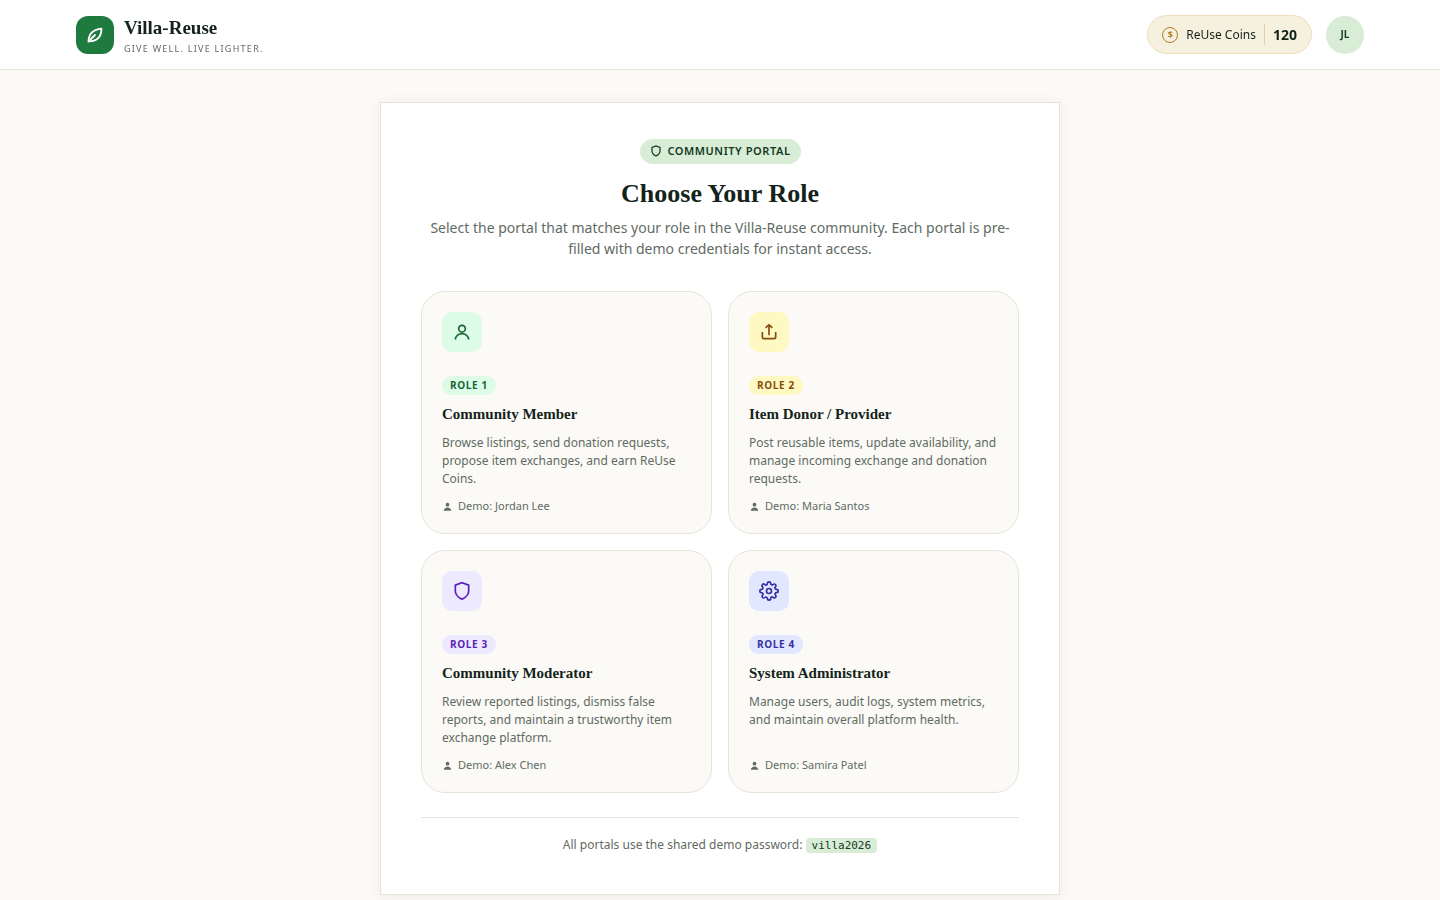 Villa-Reuse
GIVE WELL. LIVE LIGHTER.
$ ReUse Coins 120
JL
COMMUNITY PORTAL
Choose Your Role
Select the portal that matches your role in the Villa-Reuse community. Each portal is pre-
filled with demo credentials for instant access.
ROLE 1
Community Member
Browse listings, send donation requests,
propose item exchanges, and earn ReUse
Coins.
Demo: Jordan Lee
ROLE 2
Item Donor / Provider
Post reusable items, update availability, and
manage incoming exchange and donation
requests.
Demo: Maria Santos
ROLE 3
Community Moderator
Review reported listings, dismiss false
reports, and maintain a trustworthy item
exchange platform.
Demo: Alex Chen
ROLE 4
System Administrator
Manage users, audit logs, system metrics,
and maintain overall platform health.
Demo: Samira Patel
All portals use the shared demo password: villa2026